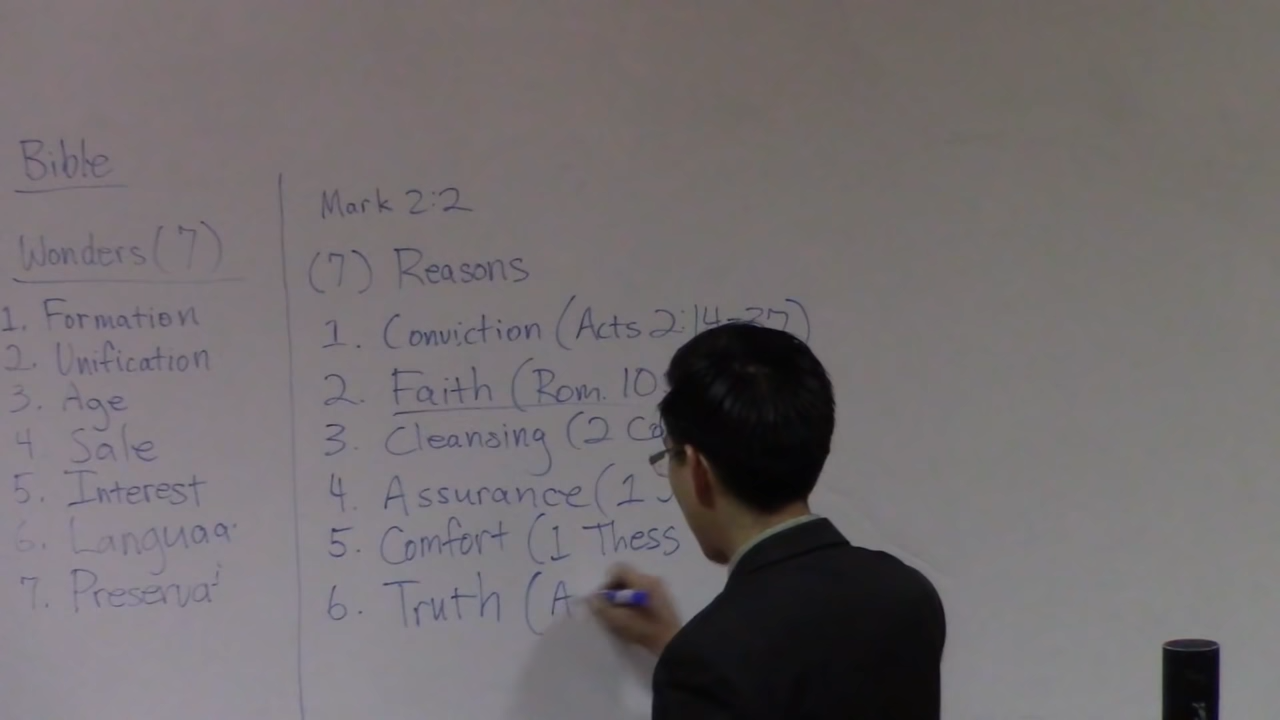 Bible
Wonders (7)
1. Formation
2. Unification
3. Age
4 Sale
5. Interest
6. Languag
7. Preservat
Mark 2:2
(7) Reasons
1. Conviction (Acts 2:14-37)
2. Faith (Rom. 10:
3. Cleansing (2 Co
4. Assurance (1 J
5. Comfort (1 Thess
6. Truth (A